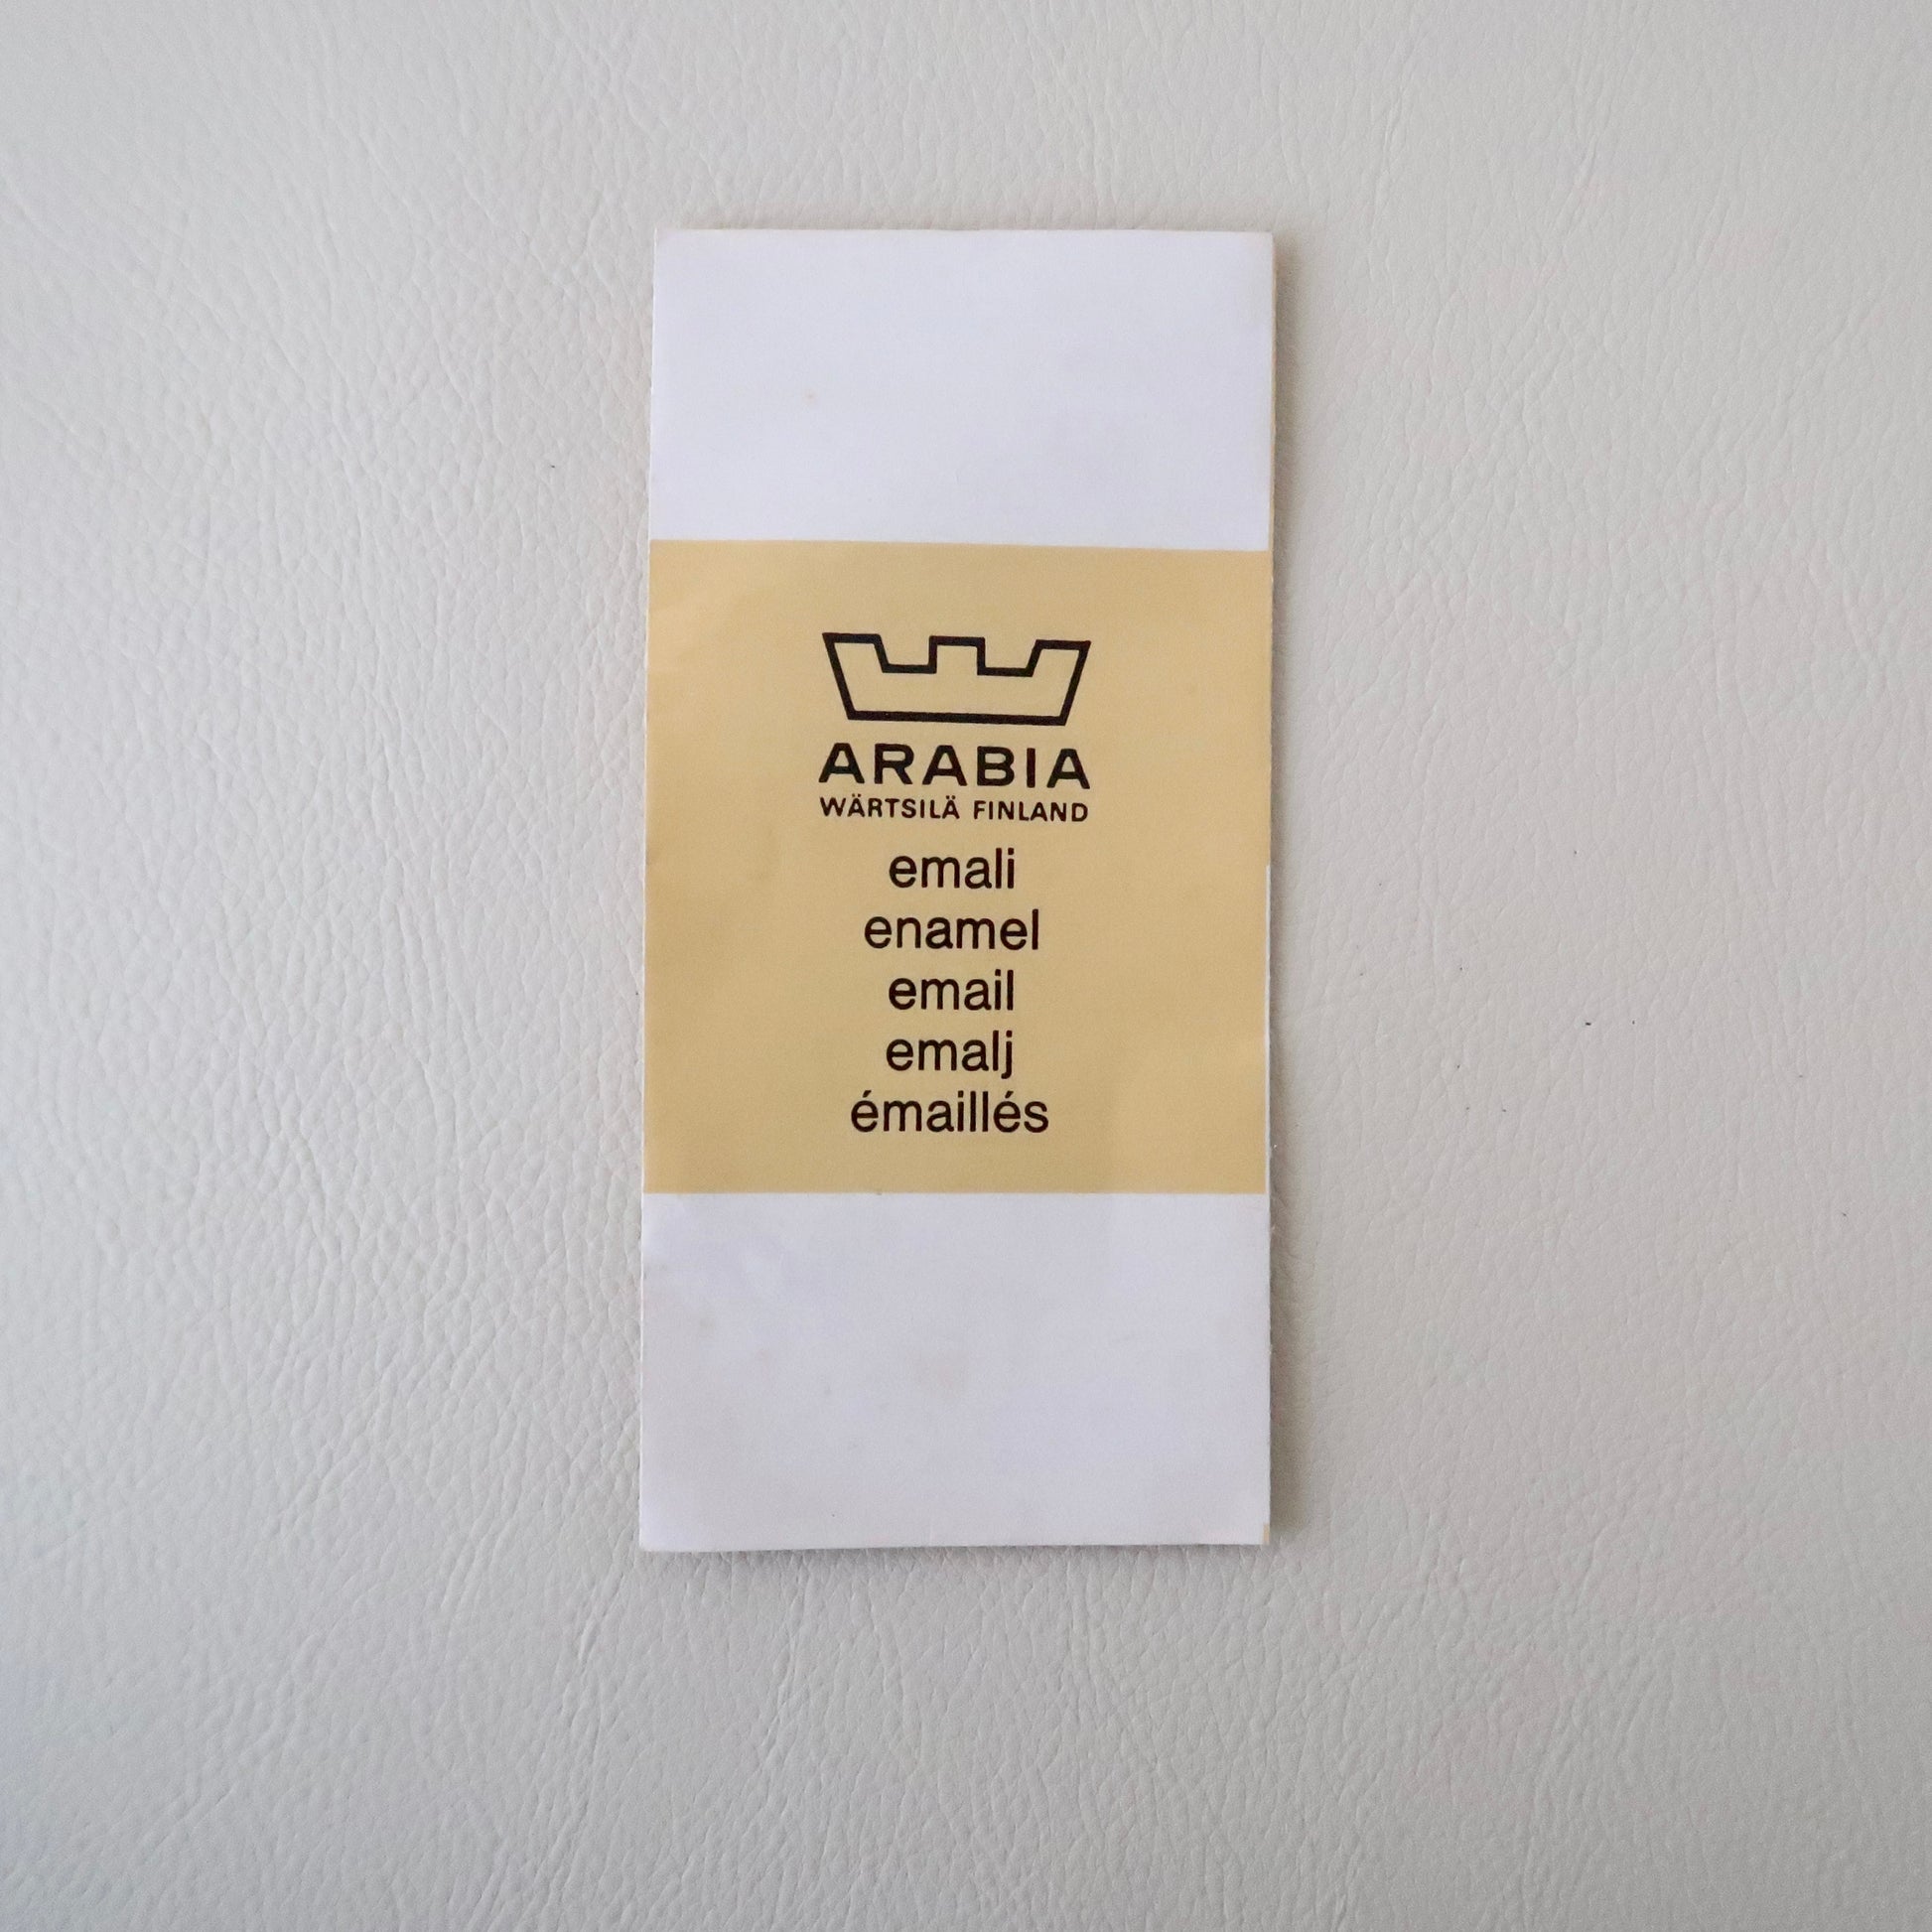 ARABIA
WÄRTSILÄ FINLAND
emali
enamel
email
emalj
émaillés